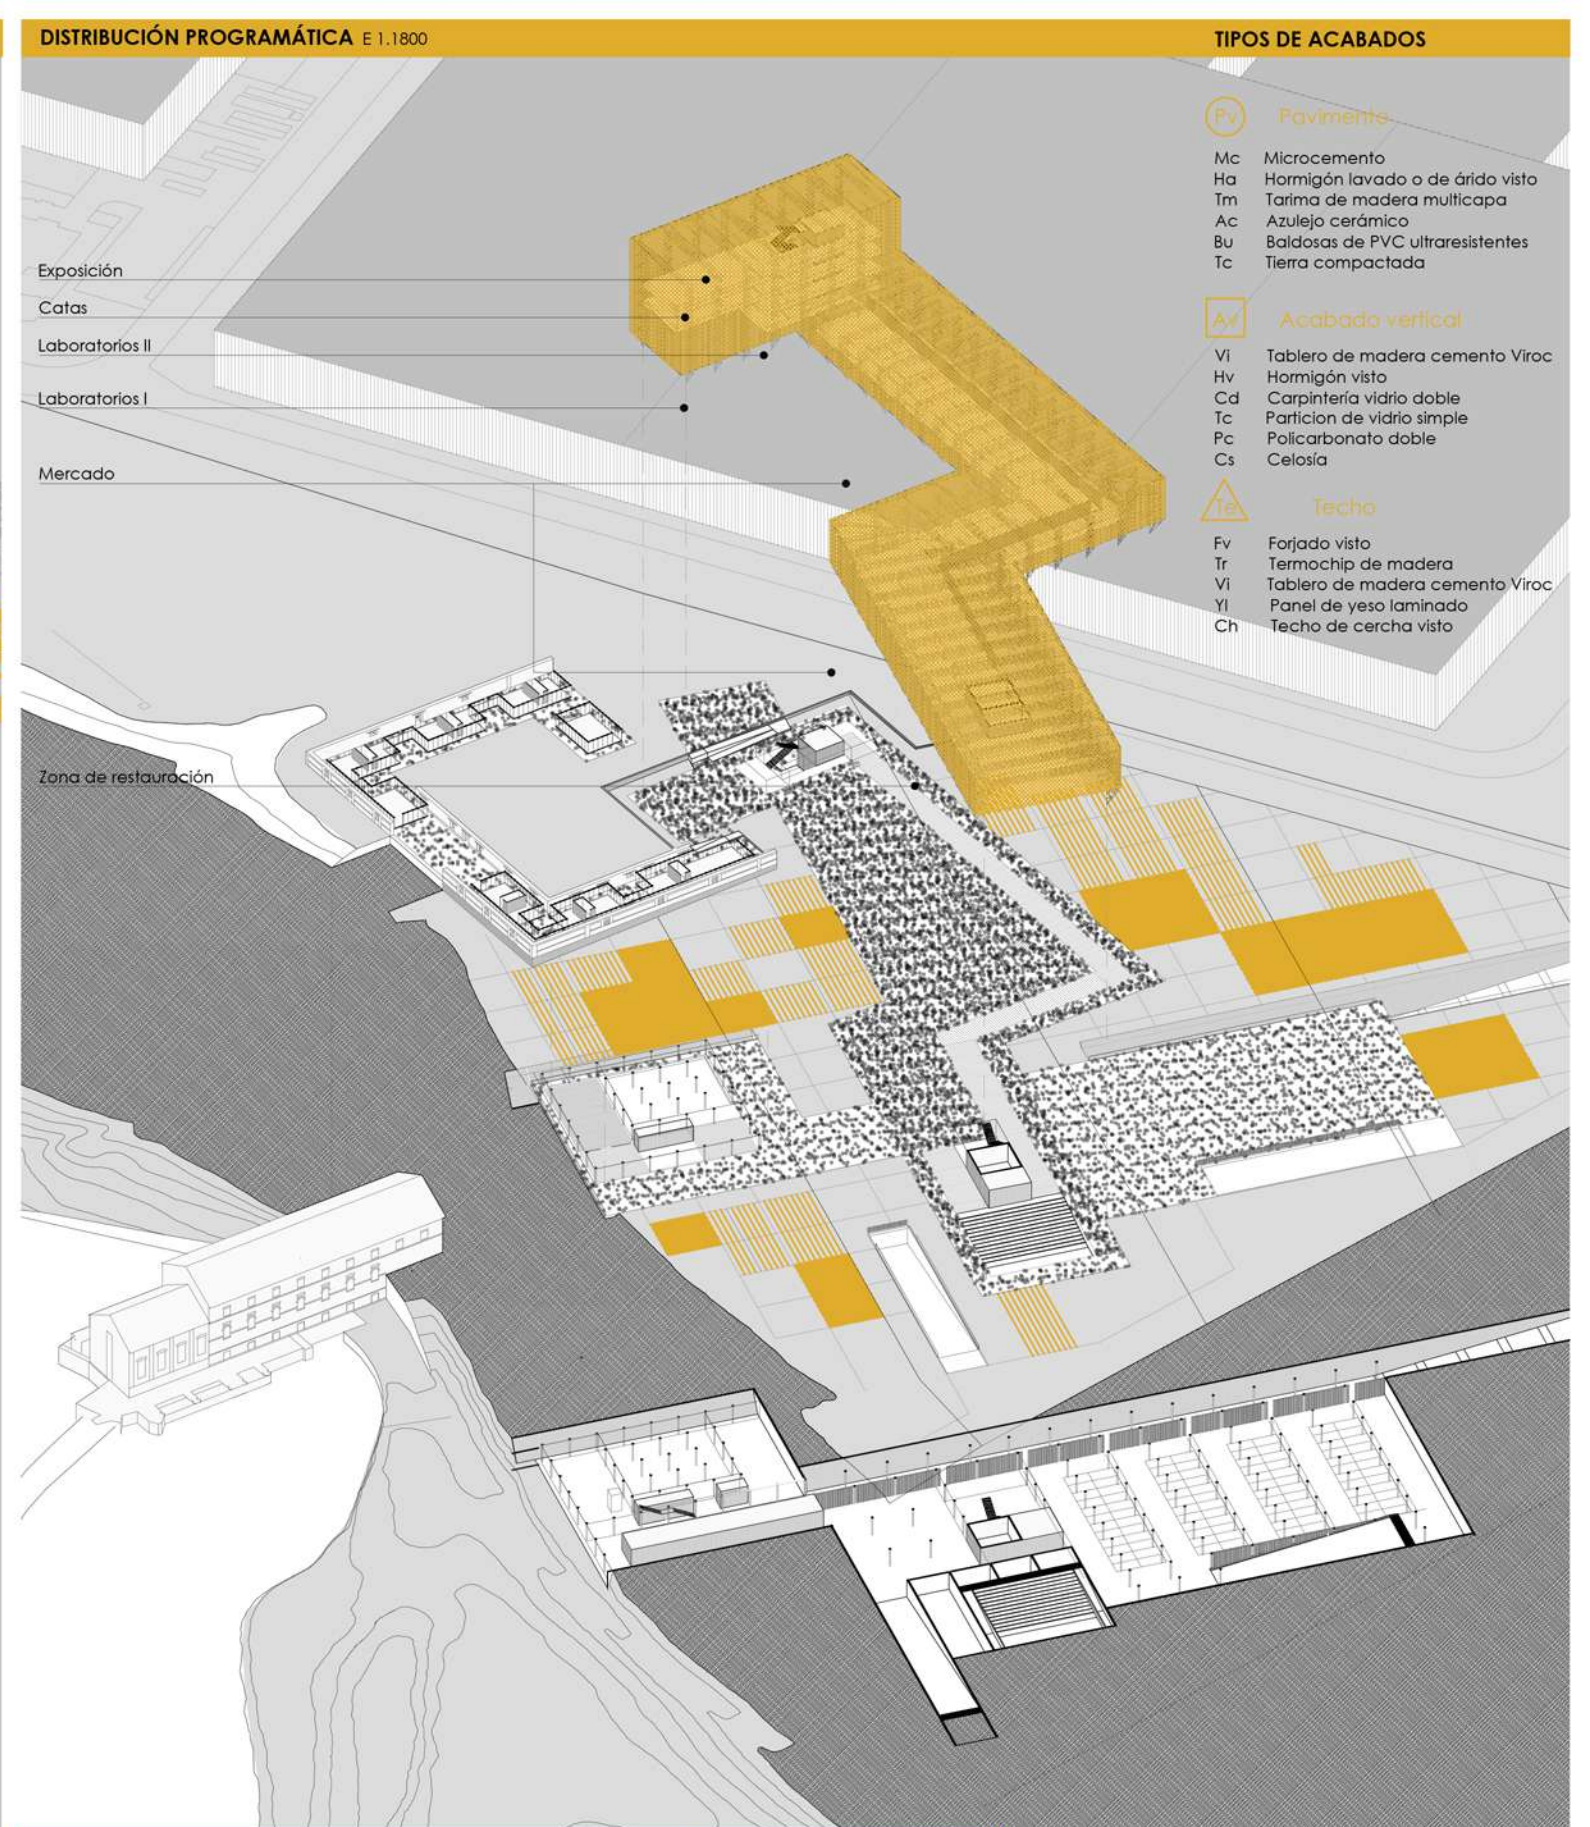 DISTRIBUCIÓN PROGRAMÁTICA E 1.1800
Exposición
Catas
Laboratorios II
Laboratorios I
Mercado
Zona de restauración
TIPOS DE ACABADOS
Pv Pavimento
Mc Microcemento
Ha Hormigón lavado o de árido visto
Tm Tarima de madera multicapa
Ac Azulejo cerámico
Bu Baldosas de PVC ultraresistentes
Tc Tierra compactada
Av Acabado vertical
Vi Tablero de madera cemento Viroc
Hv Hormigón visto
Cd Carpintería vidrio doble
Tc Particion de vidrio simple
Pc Policarbonato doble
Cs Celosía
Te Techo
Fv Forjado visto
Tr Termochip de madera
Vi Tablero de madera cemento Viroc
Yl Panel de yeso laminado
Ch Techo de cercha visto